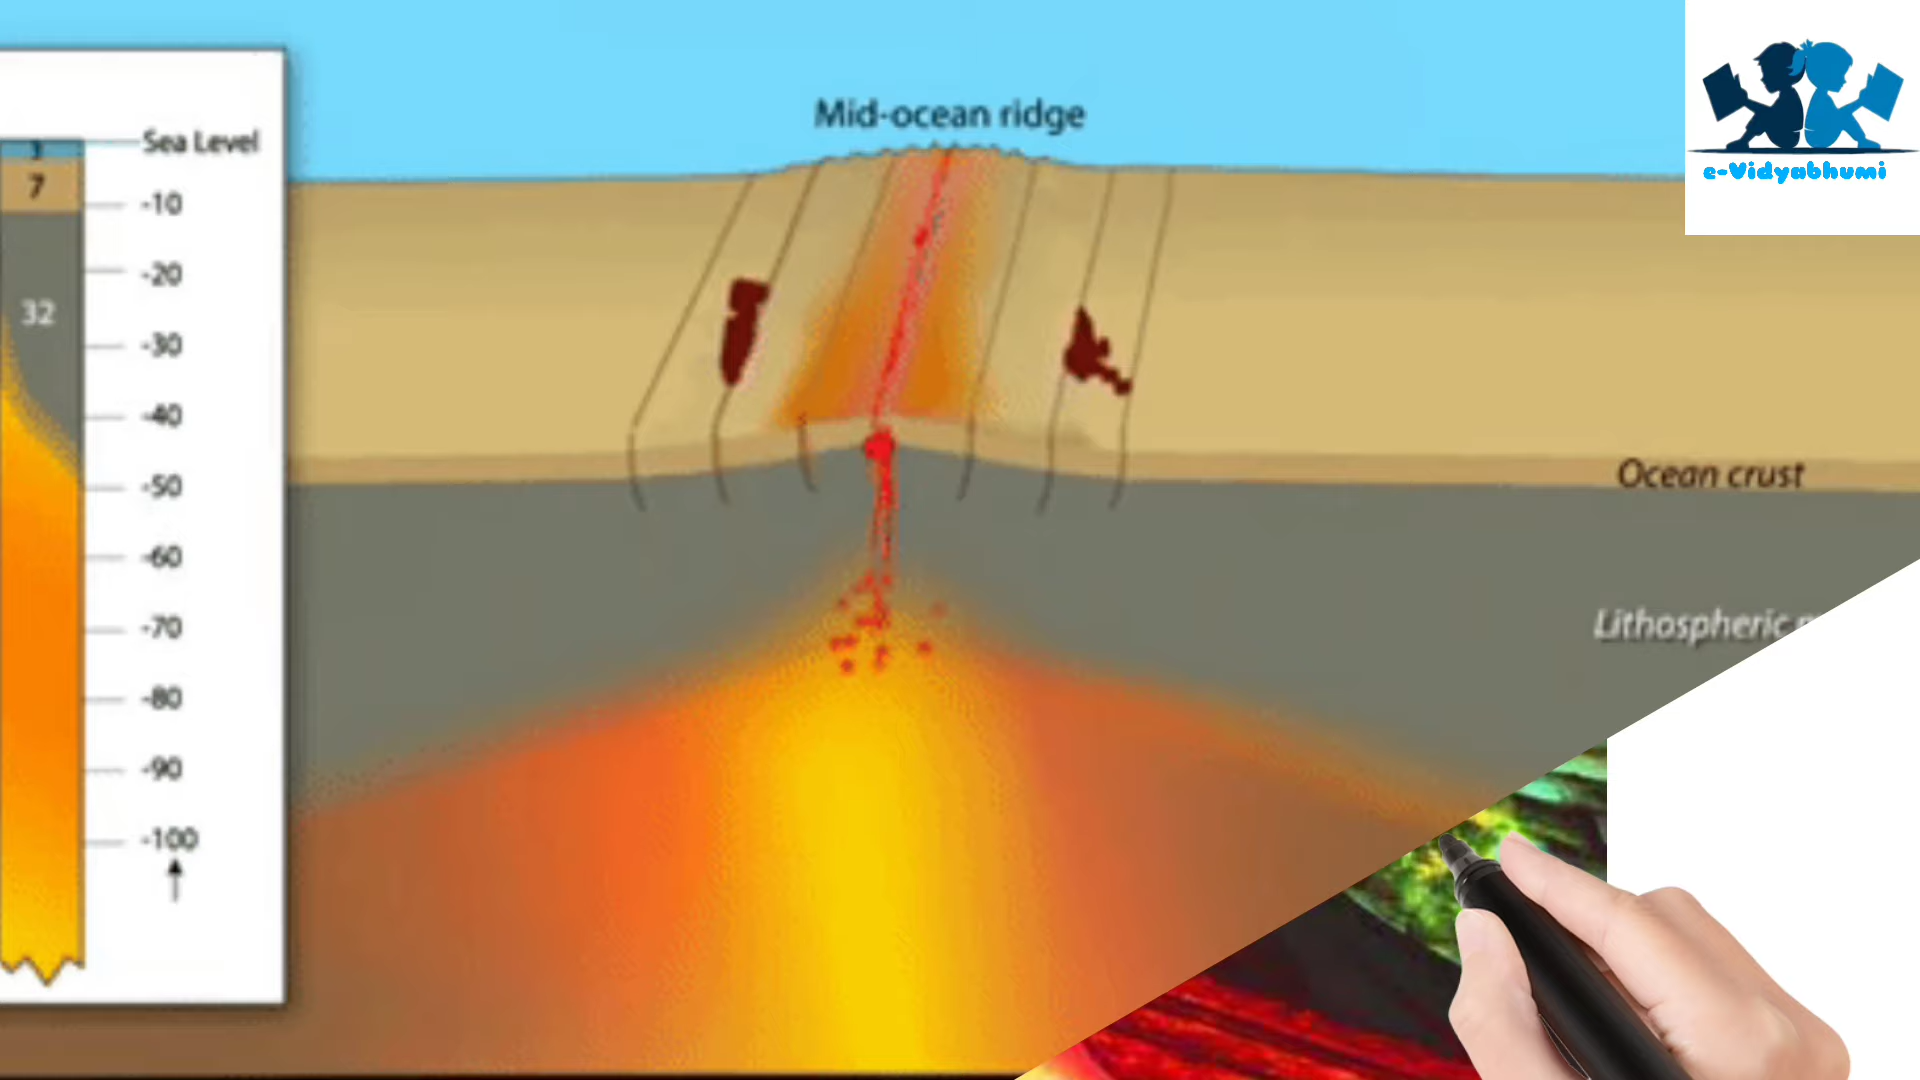 Mid-ocean ridge
e-Vidyabhumi
Sea Level
3
7
-10
-20
32
-30
-40
-50
-60
-70
-80
-90
-100
Ocean crust
Lithospheric